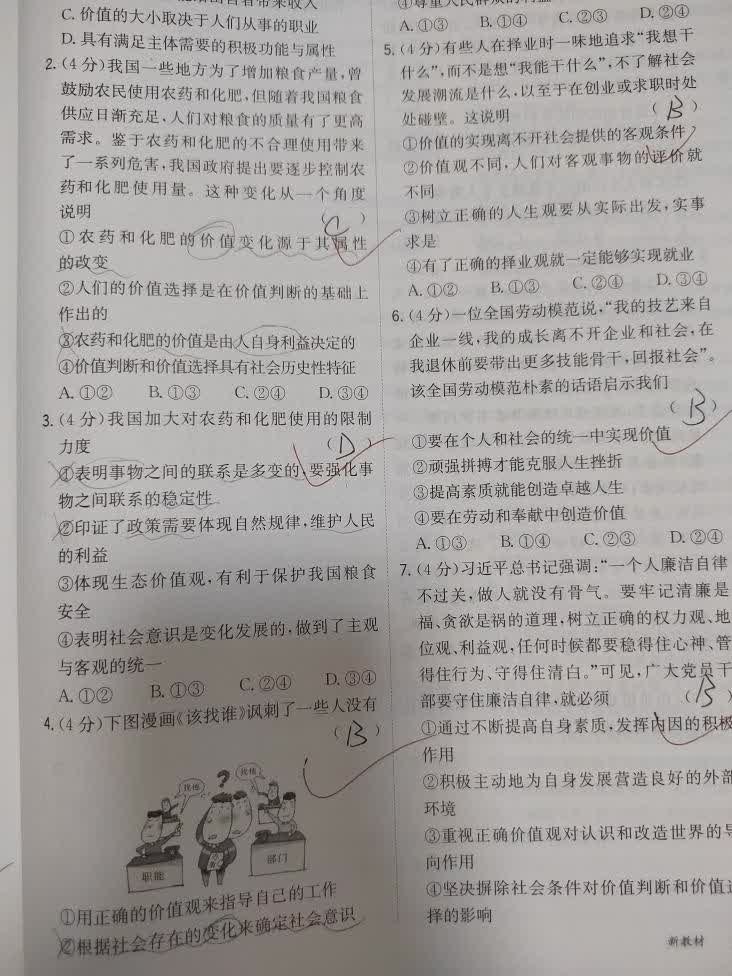 C. 价值的大小取决于人们从事的职业
D. 具有满足主体需要的积极功能与属性
2. (4分)我国一些地方为了增加粮食产量,曾
鼓励农民使用农药和化肥,但随着我国粮食
供应日渐充足,人们对粮食的质量有了更高
需求。鉴于农药和化肥的不合理使用带来
了一系列危害,我国政府提出要逐步控制农
药和化肥使用量。这种变化从一个角度
说明 ( C )
①农药和化肥的价值变化源于其属性
的改变
②人们的价值选择是在价值判断的基础上
作出的
③农药和化肥的价值是由人自身利益决定的
④价值判断和价值选择具有社会历史性特征
A. ①② B. ①③ C. ②④ D. ③④
3. (4分)我国加大对农药和化肥使用的限制
力度 ( D )
①表明事物之间的联系是多变的,要强化事
物之间联系的稳定性
②印证了政策需要体现自然规律,维护人民
的利益
③体现生态价值观,有利于保护我国粮食
安全
④表明社会意识是变化发展的,做到了主观
与客观的统一
A. ①② B. ①③ C. ②④ D. ③④
4. (4分)下图漫画《该找谁》讽刺了一些人没有
( B )
找他
?
找他
职能
部门
①用正确的价值观来指导自己的工作
②根据社会存在的变化来确定社会意识
A. ①③ B. ①④ C. ②③ D. ②④
5. (4分)有些人在择业时一味地追求“我想干
什么”,而不是想“我能干什么”,不了解社会
发展潮流是什么,以至于在创业或求职时处
处碰壁。这说明 ( B )
①价值的实现离不开社会提供的客观条件
②价值观不同,人们对客观事物的评价就
不同
③树立正确的人生观要从实际出发,实事
求是
④有了正确的择业观就一定能够实现就业
A. ①② B. ①③ C. ②④ D. ③④
6. (4分)一位全国劳动模范说,“我的技艺来自
企业一线,我的成长离不开企业和社会,在
我退休前要带出更多技能骨干,回报社会”。
该全国劳动模范朴素的话语启示我们
( B )
①要在个人和社会的统一中实现价值
②顽强拼搏才能克服人生挫折
③提高素质就能创造卓越人生
④要在劳动和奉献中创造价值
A. ①③ B. ①④ C. ②③ D. ②④
7. (4分)习近平总书记强调:“一个人廉洁自律
不过关,做人就没有骨气。要牢记清廉是
福、贪欲是祸的道理,树立正确的权力观、地
位观、利益观,任何时候都要稳得住心神、管
得住行为、守得住清白。”可见,广大党员干
部要守住廉洁自律,就必须 ( B )
①通过不断提高自身素质,发挥内因的积极
作用
②积极主动地为自身发展营造良好的外部
环境
③重视正确价值观对认识和改造世界的导
向作用
④坚决摒除社会条件对价值判断和价值选
择的影响
新教材